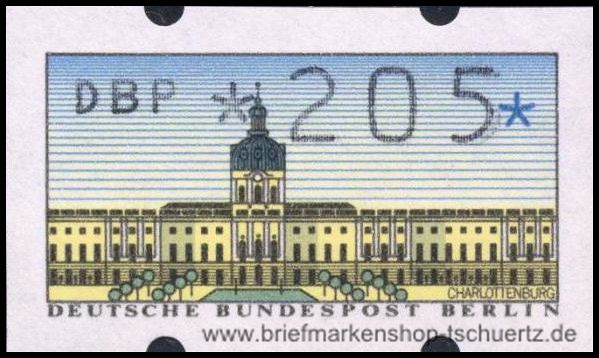 DBP *205*
CHARLOTTENBURG
DEUTSCHE BUNDESPOST BERLIN
www.briefmarkenshop-tschuertz.de